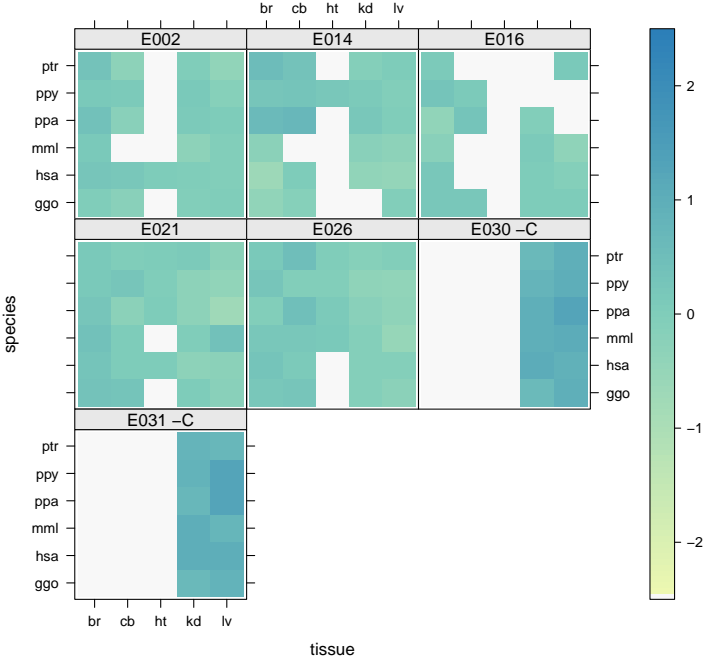 br cb ht kd lv
E002 E014 E016
ptr
ppy
ppa
mml
hsa
ggo
E021 E026 E030 −C
ptr
ppy
ppa
mml
hsa
ggo
E031 −C
ptr
ppy
ppa
mml
hsa
ggo
br cb ht kd lv
tissue
species
2
1
0
−1
−2